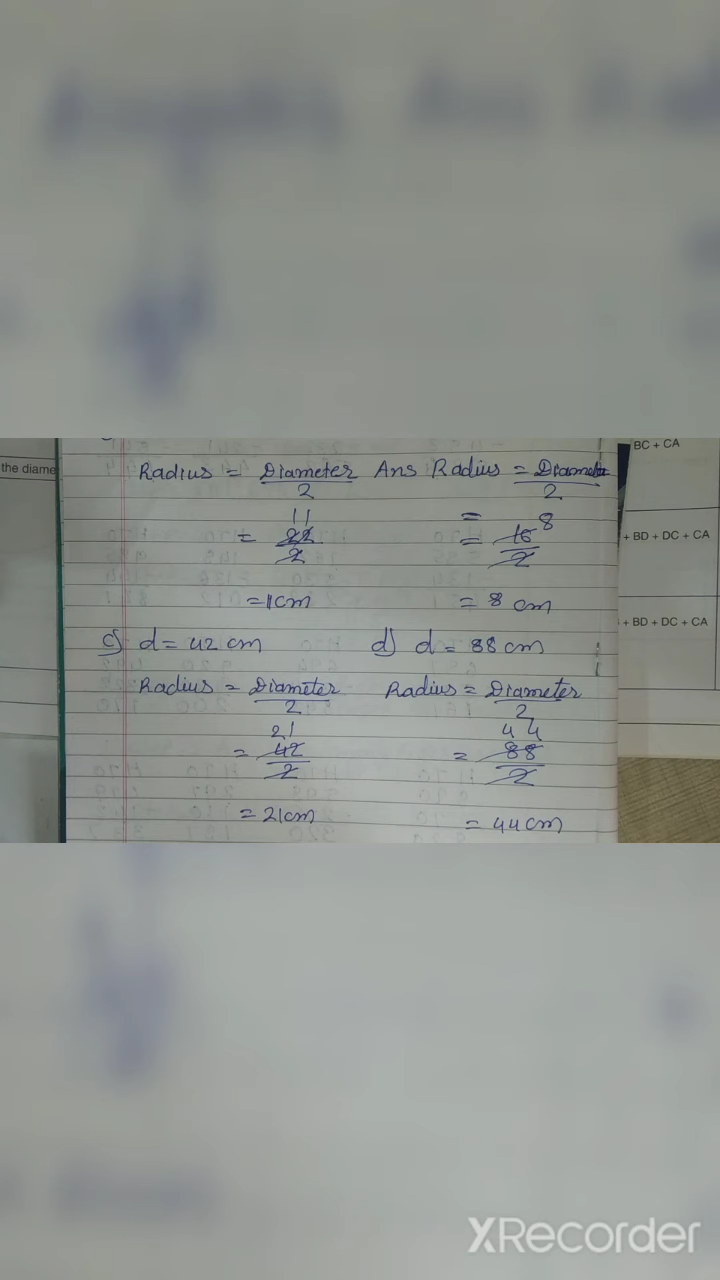 the diame
BC + CA
Radius = Diameter Ans Radius = Diameter
2 2
11 = 8
= 22 = 16
2 2
=1cm = 8 cm
+ BD + DC + CA
+ BD + DC + CA
c) d = 42 cm d) d = 88 cm
Radius = Diameter Radius = Diameter
2 2
21 44
= 42 = 88
2 2
= 21cm = 44cm
XRecorder